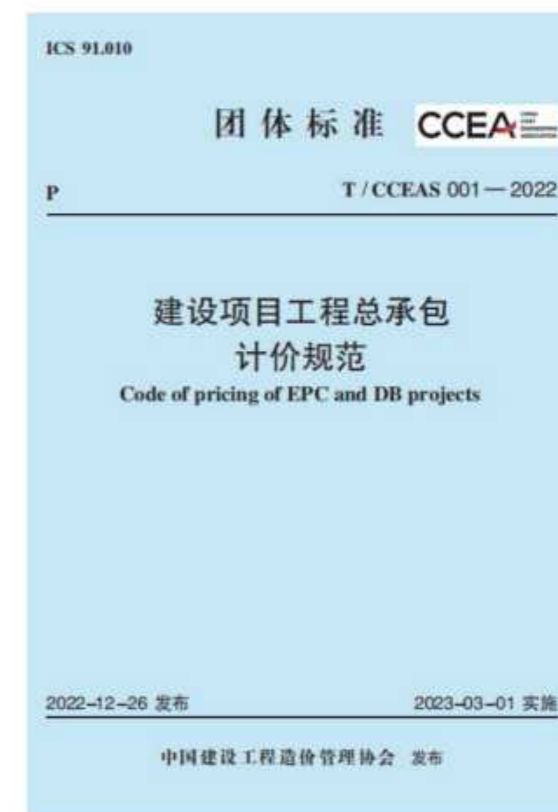 ICS 91.010
团体标准 CCEA
P T/CCEAS 001—2022
建设项目工程总承包
计价规范
Code of pricing of EPC and DB projects
2022-12-26 发布 2023-03-01 实施
中国建设工程造价管理协会 发布